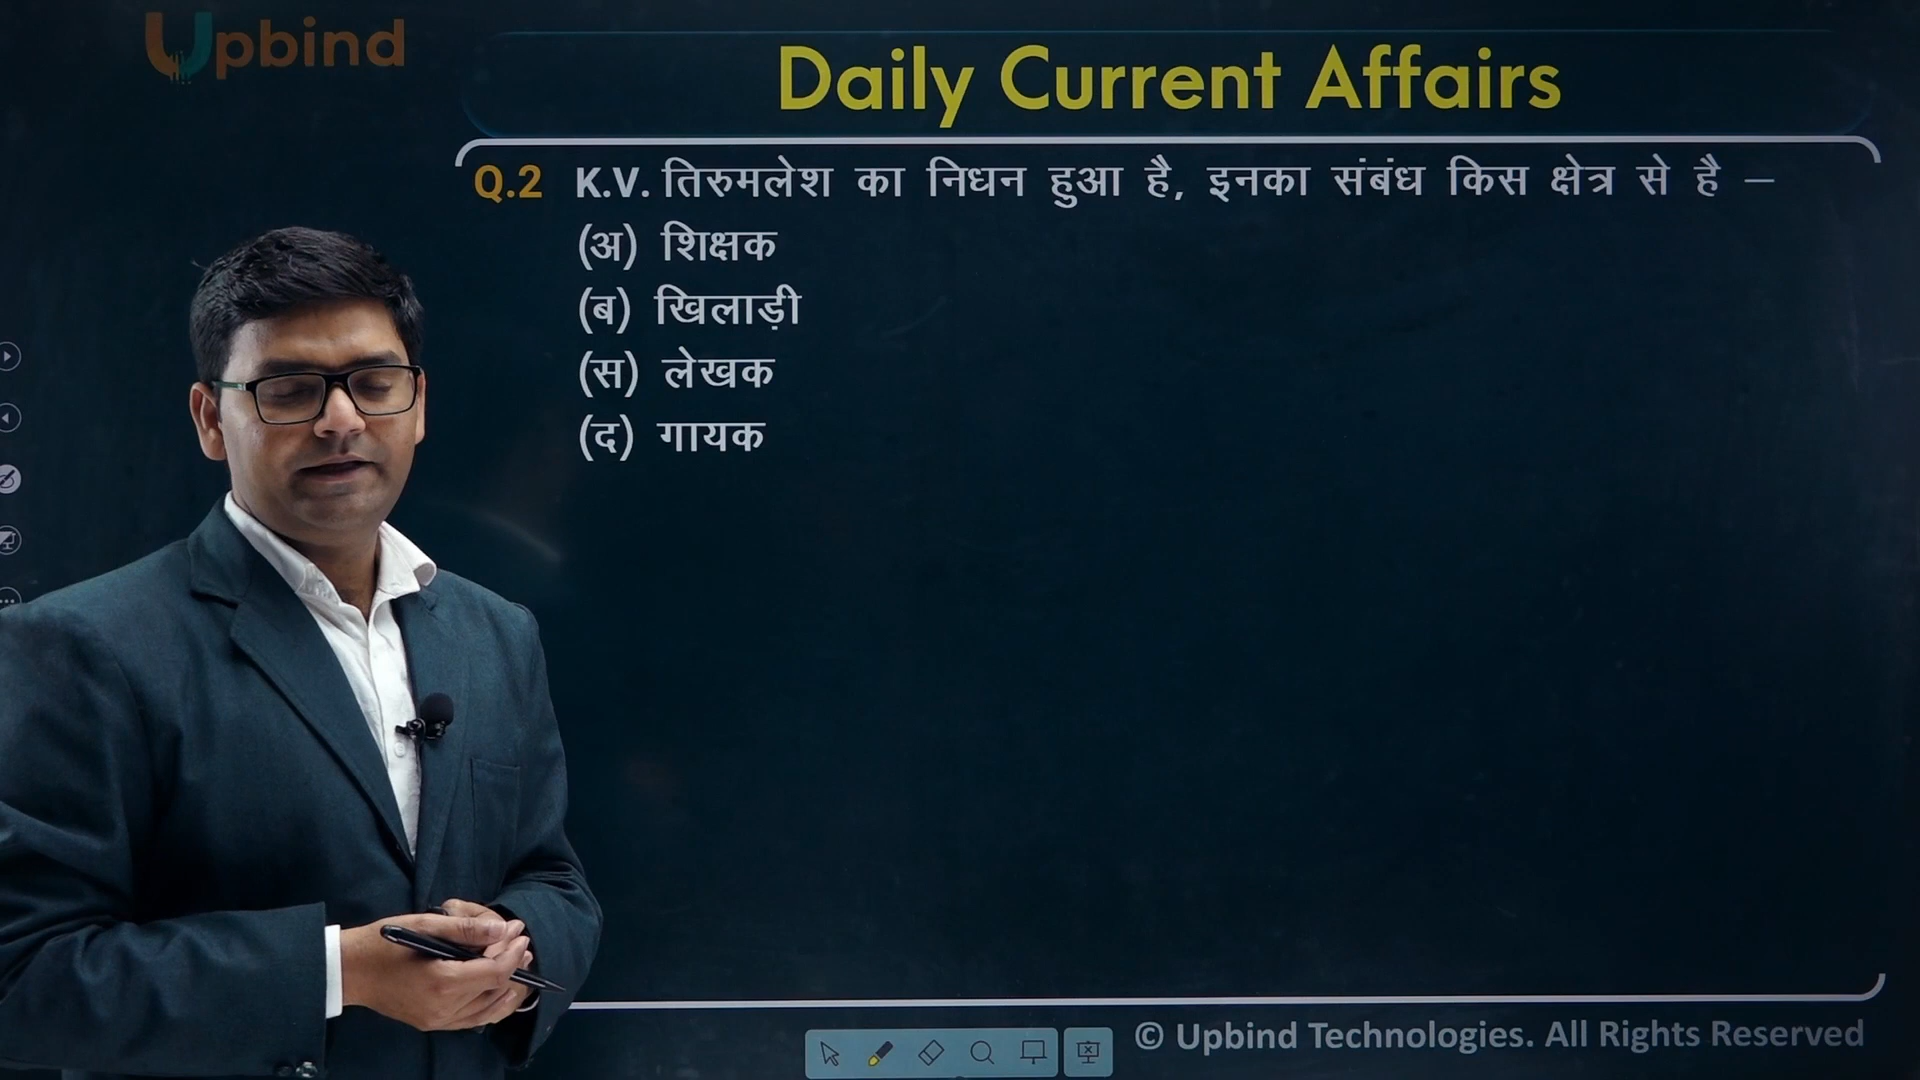 Upbind
Daily Current Affairs
Q.2 K.V. तिरुमलेश का निधन हुआ है, इनका संबंध किस क्षेत्र से है –
(अ) शिक्षक
(ब) खिलाड़ी
(स) लेखक
(द) गायक
© Upbind Technologies. All Rights Reserved